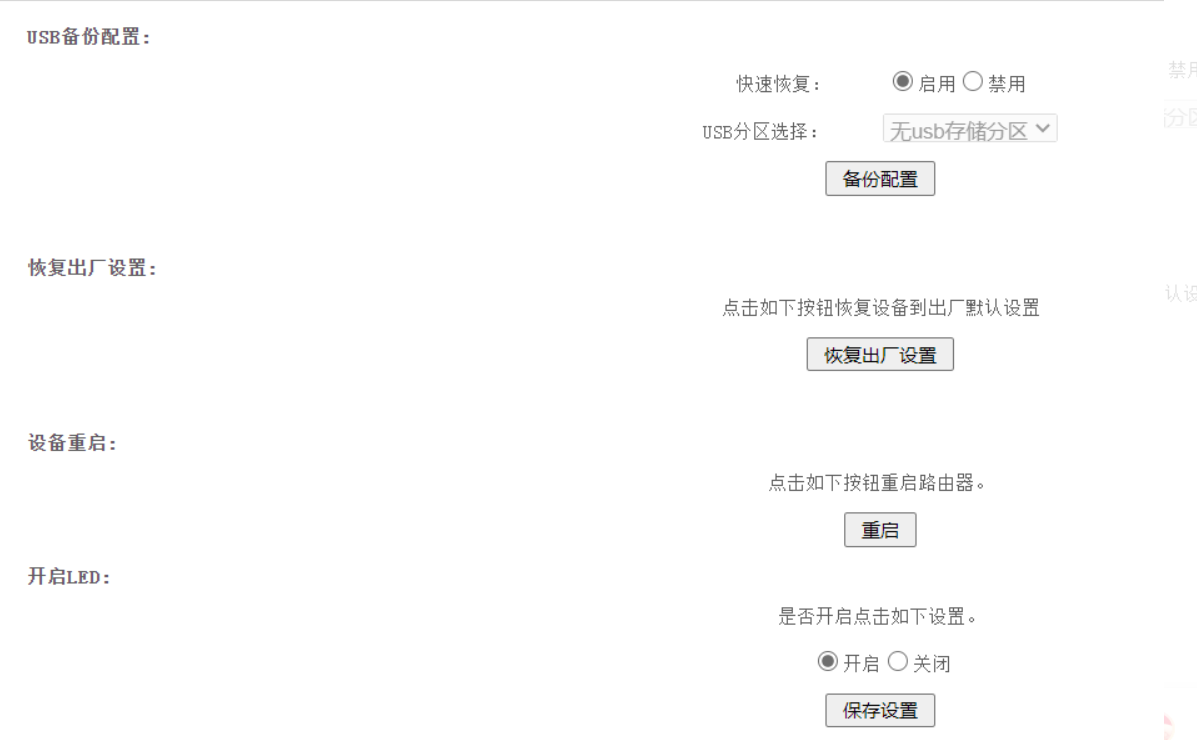 USB备份配置：
快速恢复： 启用 禁用
USB分区选择： 无usb存储分区
备份配置
恢复出厂设置：
点击如下按钮恢复设备到出厂默认设置
恢复出厂设置
设备重启：
点击如下按钮重启路由器。
重启
开启LED：
是否开启点击如下设置。
开启 关闭
保存设置
禁用
分区
认设